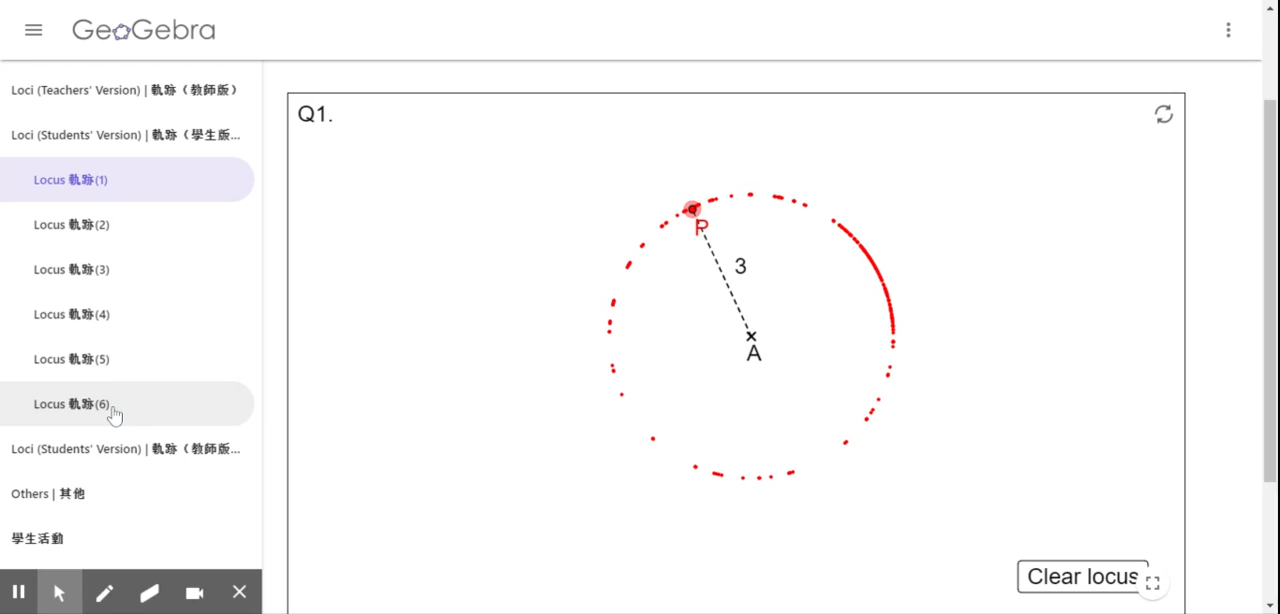 GeoGebra
Loci (Teachers' Version) | 軌跡（教師版）
Loci (Students' Version) | 軌跡（學生版...
Locus 軌跡(1)
Locus 軌跡(2)
Locus 軌跡(3)
Locus 軌跡(4)
Locus 軌跡(5)
Locus 軌跡(6)
Loci (Students' Version) | 軌跡（教師版...
Others | 其他
學生活動
Q1.
P
3
A
Clear locus